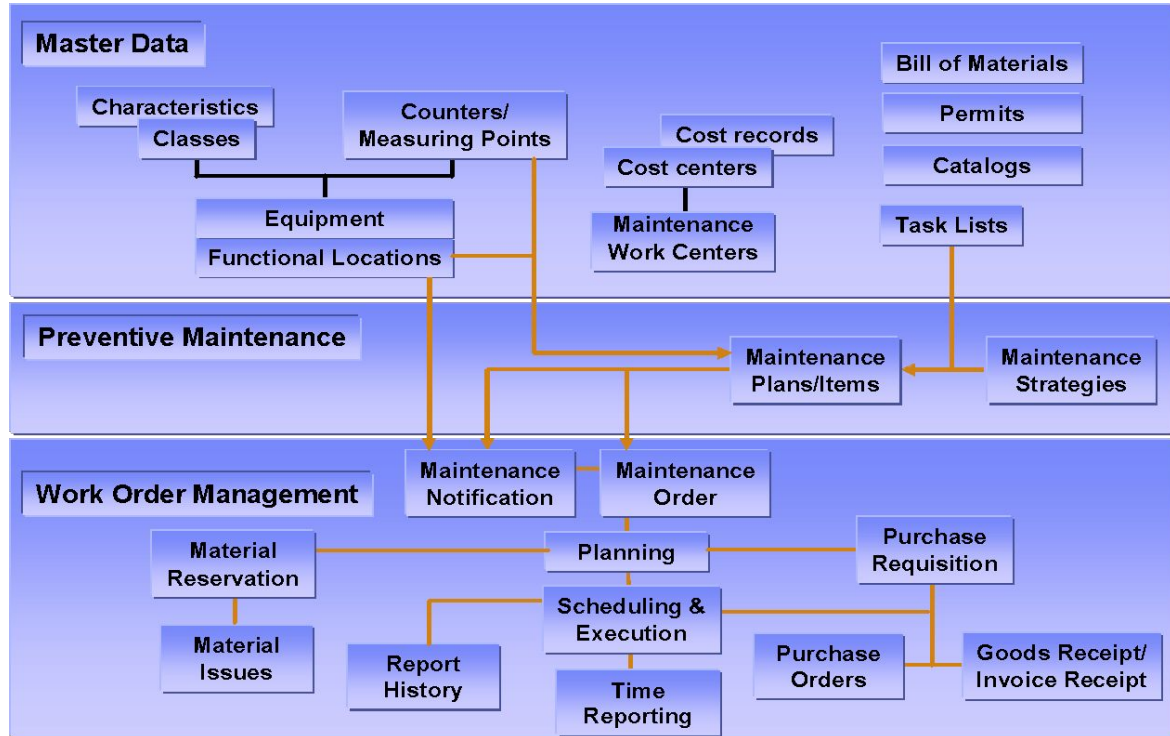 Master Data
Bill of Materials
Characteristics
Counters/
Measuring Points
Permits
Classes
Cost records
Cost centers
Catalogs
Equipment
Maintenance
Work Centers
Task Lists
Functional Locations
Preventive Maintenance
Maintenance
Plans/Items
Maintenance
Strategies
Work Order Management
Maintenance
Notification
Maintenance
Order
Material
Reservation
Planning
Purchase
Requisition
Scheduling &
Execution
Material
Issues
Report
History
Purchase
Orders
Goods Receipt/
Invoice Receipt
Time
Reporting